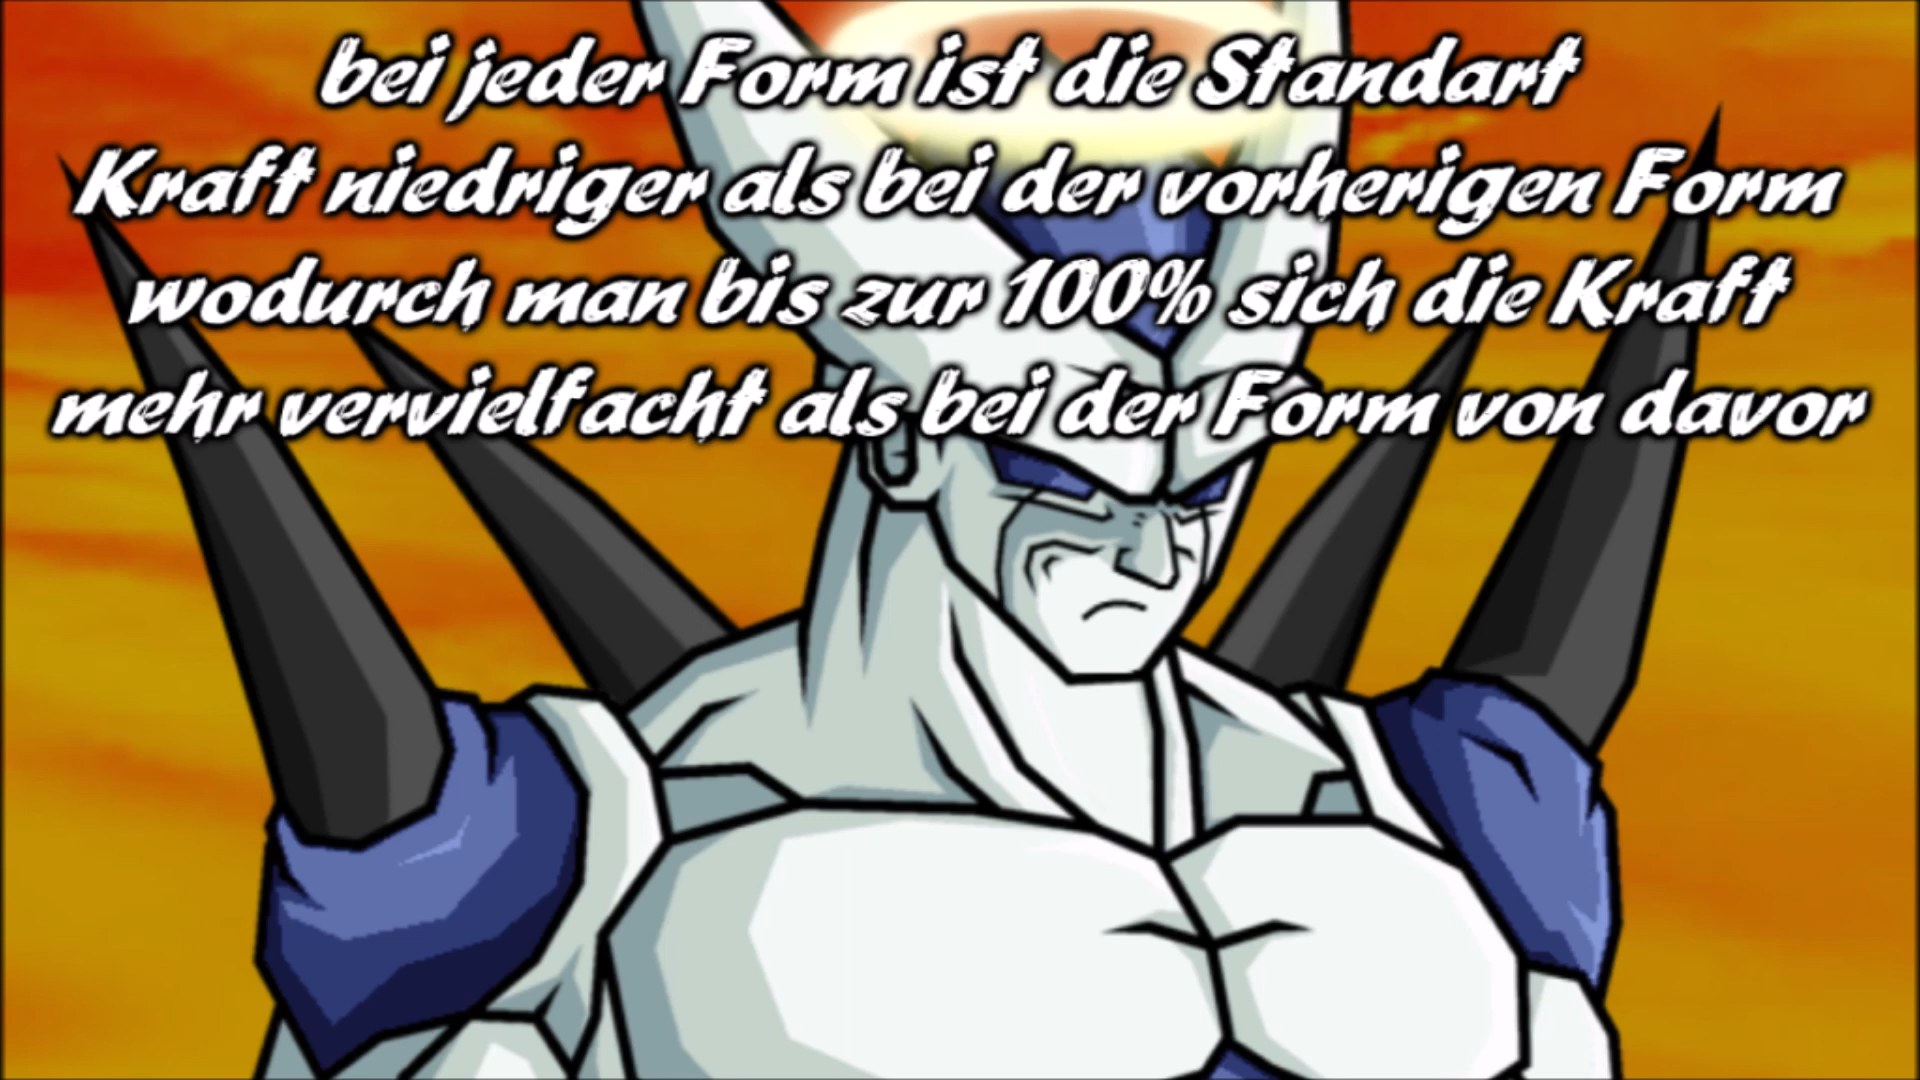 bei jeder Form ist die Standart
Kraft niedriger als bei der vorherigen Form
wodurch man bis zur 100% sich die Kraft
mehr vervielfacht als bei der Form von davor